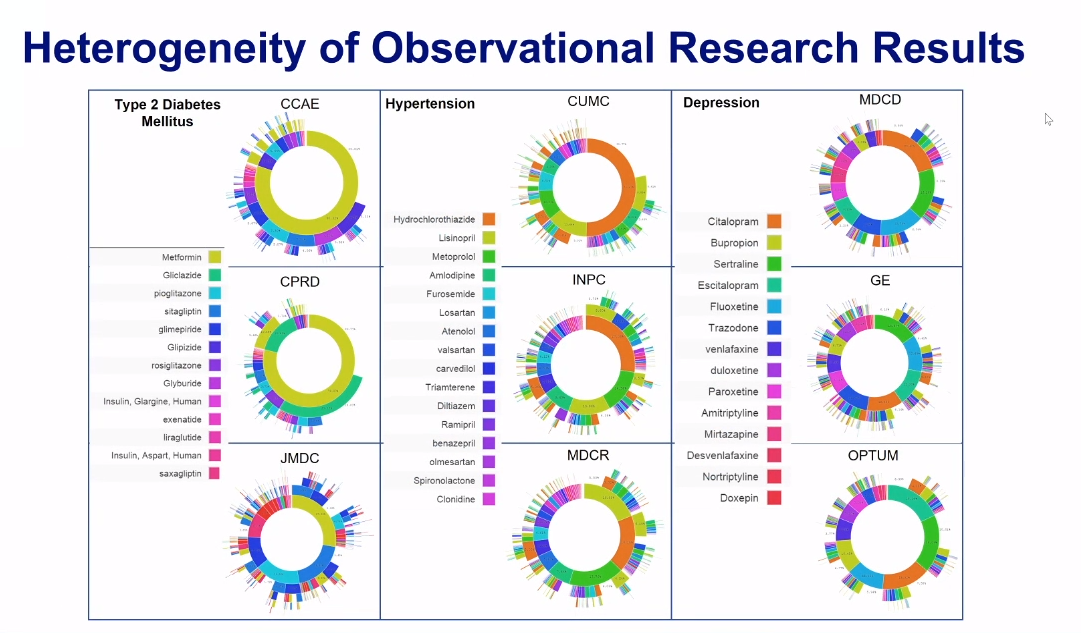 Heterogeneity of Observational Research Results
Type 2 Diabetes
Mellitus
CCAE
Metformin
Gliclazide
pioglitazone
sitagliptin
glimepiride
Glipizide
rosiglitazone
Glyburide
Insulin, Glargine, Human
exenatide
liraglutide
Insulin, Aspart, Human
saxagliptin
CPRD
JMDC
Hypertension
CUMC
Hydrochlorothiazide
Lisinopril
Metoprolol
Amlodipine
Furosemide
Losartan
Atenolol
valsartan
carvedilol
Triamterene
Diltiazem
Ramipril
benazepril
olmesartan
Spironolactone
Clonidine
INPC
MDCR
Depression
MDCD
Citalopram
Bupropion
Sertraline
Escitalopram
Fluoxetine
Trazodone
venlafaxine
duloxetine
Paroxetine
Amitriptyline
Mirtazapine
Desvenlafaxine
Nortriptyline
Doxepin
GE
OPTUM